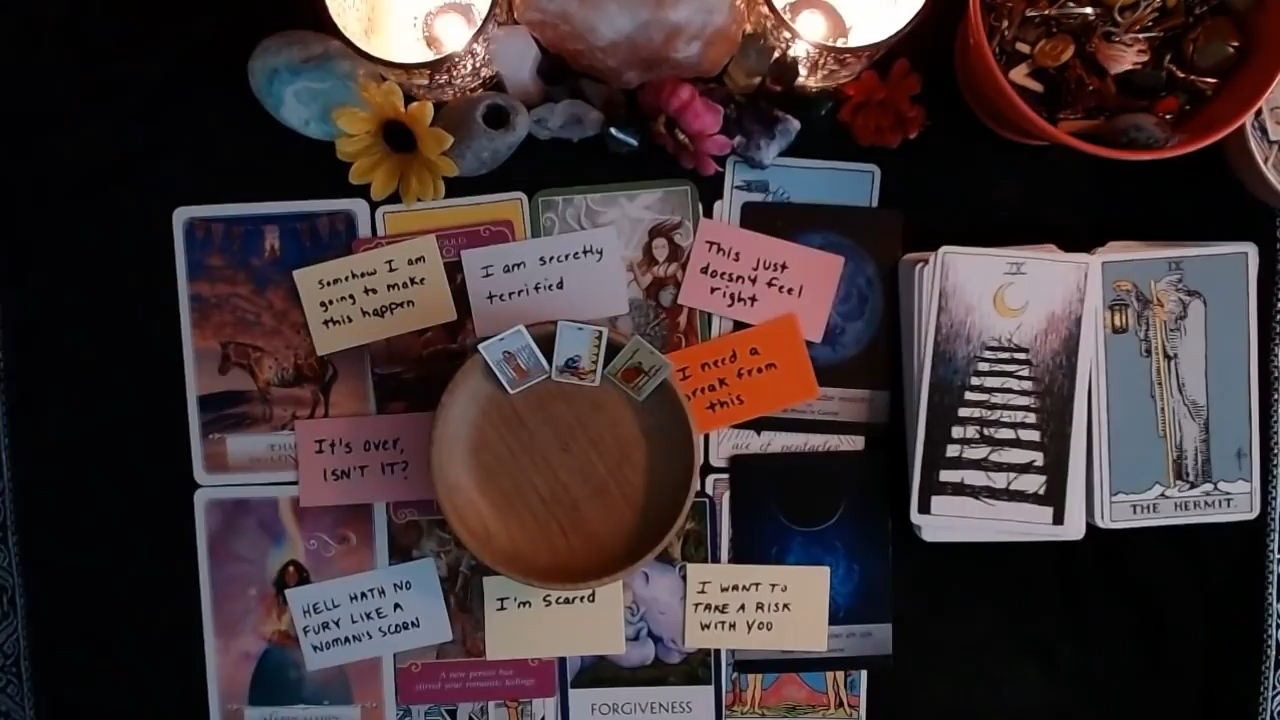 Somehow I am
going to make
this happen
I am secretly
terrified
This just
doesn't feel
right
I need a
break from
this
It's over,
ISN'T IT?
ace of pentacles
HELL HATH NO
FURY LIKE A
WOMAN'S SCORN
I'm Scared
I WANT TO
TAKE A RISK
WITH YOU
A new person has
stirred your romantic feelings.
FORGIVENESS
IX
IX
THE HERMIT.